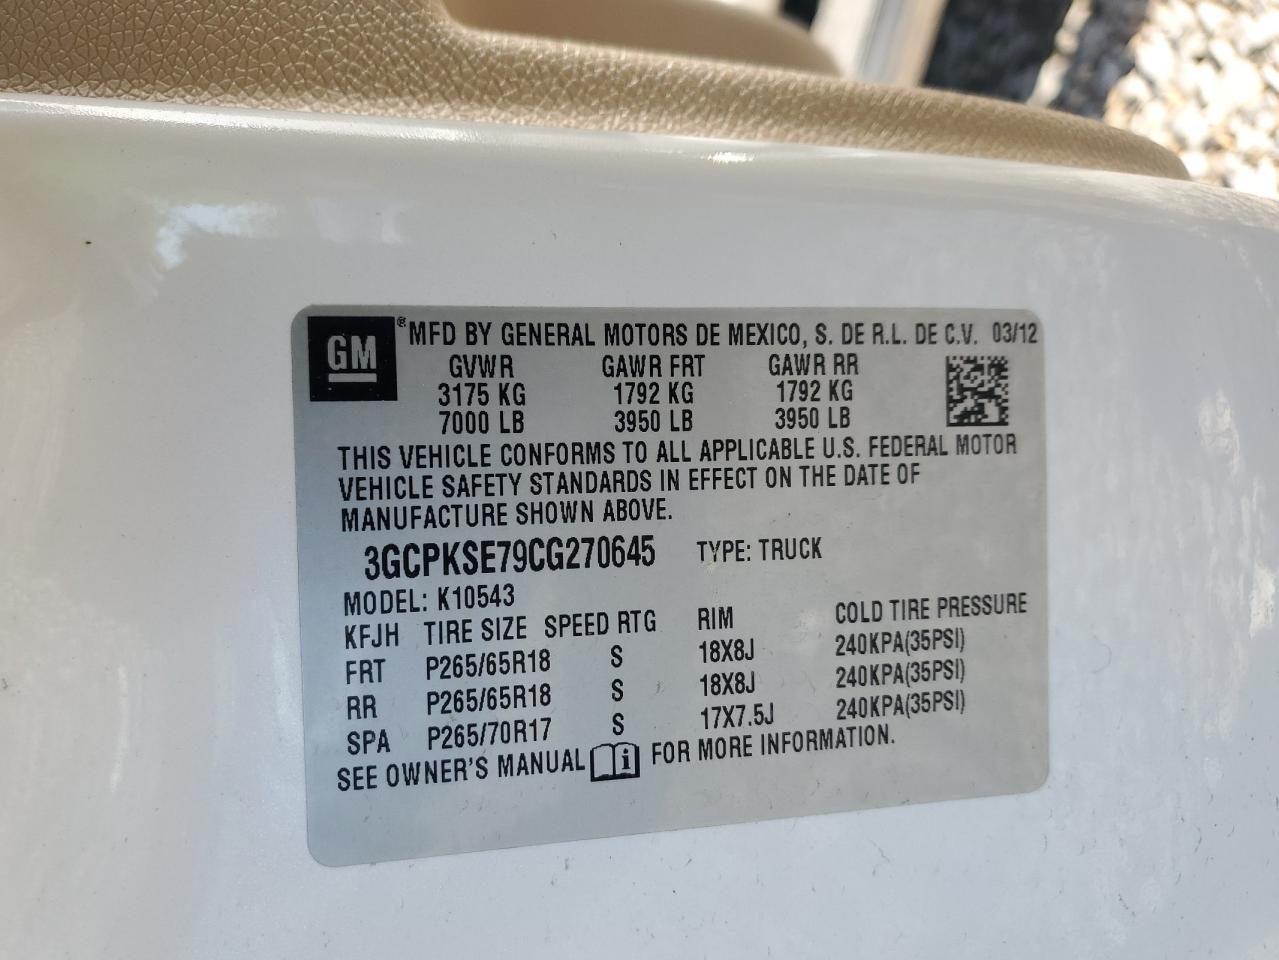 GM ® MFD BY GENERAL MOTORS DE MEXICO, S. DE R.L. DE C.V. 03/12
GVWR GAWR FRT GAWR RR
3175 KG 1792 KG 1792 KG
7000 LB 3950 LB 3950 LB
THIS VEHICLE CONFORMS TO ALL APPLICABLE U.S. FEDERAL MOTOR
VEHICLE SAFETY STANDARDS IN EFFECT ON THE DATE OF
MANUFACTURE SHOWN ABOVE.
3GCPKSE79CG270645 TYPE: TRUCK
MODEL: K10543
KFJH TIRE SIZE SPEED RTG RIM COLD TIRE PRESSURE
FRT P265/65R18 S 18X8J 240KPA(35PSI)
RR P265/65R18 S 18X8J 240KPA(35PSI)
SPA P265/70R17 S 17X7.5J 240KPA(35PSI)
SEE OWNER'S MANUAL i FOR MORE INFORMATION.